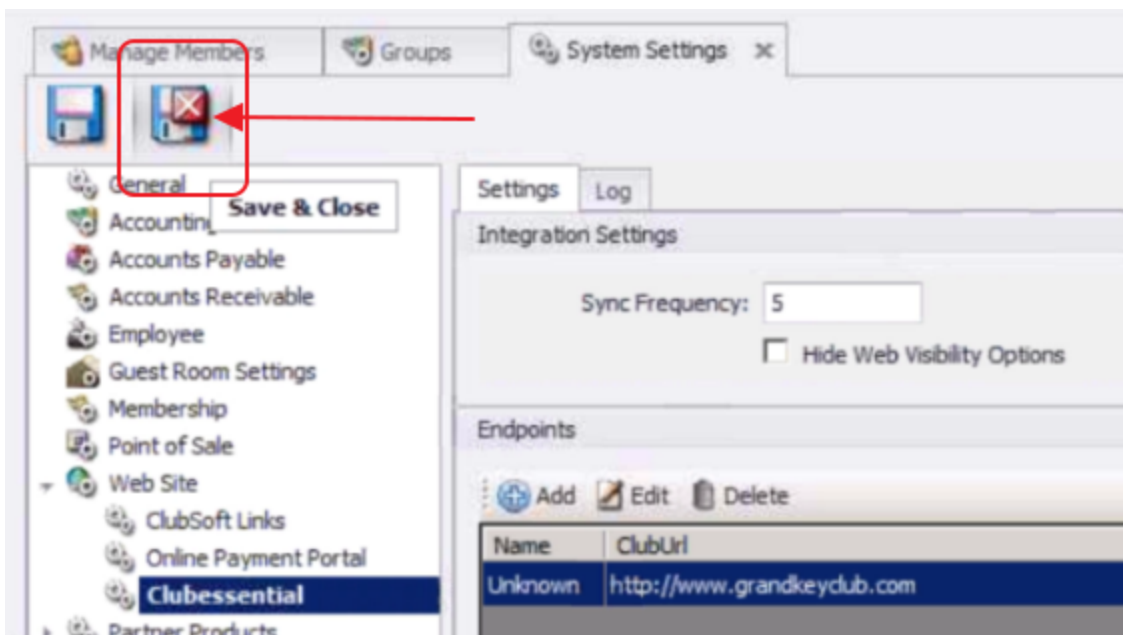 Manage Members
Groups
System Settings
Save & Close
General
Accounting
Accounts Payable
Accounts Receivable
Employee
Guest Room Settings
Membership
Point of Sale
Web Site
ClubSoft Links
Online Payment Portal
Clubessential
Partner Products
Settings Log
Integration Settings
Sync Frequency: 5
Hide Web Visibility Options
Endpoints
Add Edit Delete
Name ClubUrl
Unknown http://www.grandkeyclub.com